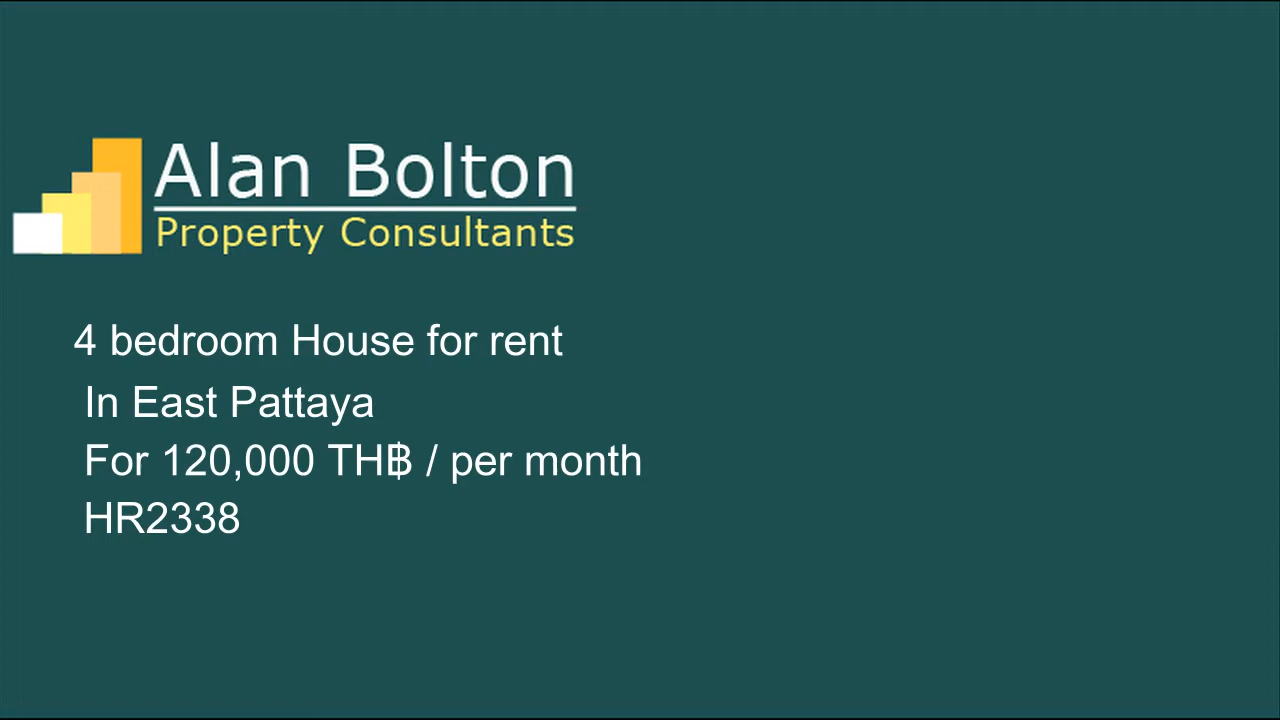 Alan Bolton
Property Consultants
4 bedroom House for rent
In East Pattaya
For 120,000 TH฿ / per month
HR2338